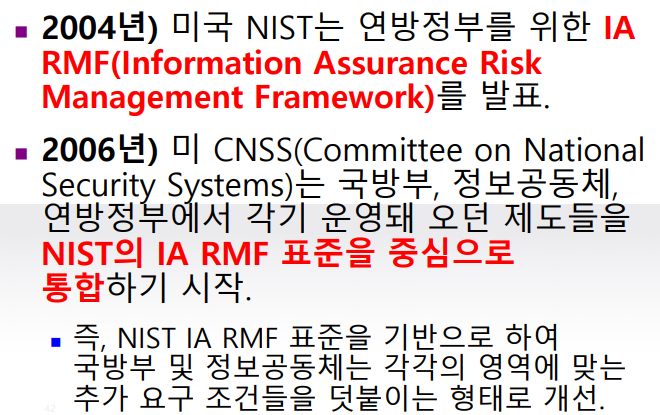 ■ 2004년) 미국 NIST는 연방정부를 위한 IA
RMF(Information Assurance Risk
Management Framework)를 발표.
■ 2006년) 미 CNSS(Committee on National
Security Systems)는 국방부, 정보공동체,
연방정부에서 각기 운영돼 오던 제도들을
NIST의 IA RMF 표준을 중심으로
통합하기 시작.
■ 즉, NIST IA RMF 표준을 기반으로 하여
국방부 및 정보공동체는 각각의 영역에 맞는
추가 요구 조건들을 덧붙이는 형태로 개선.